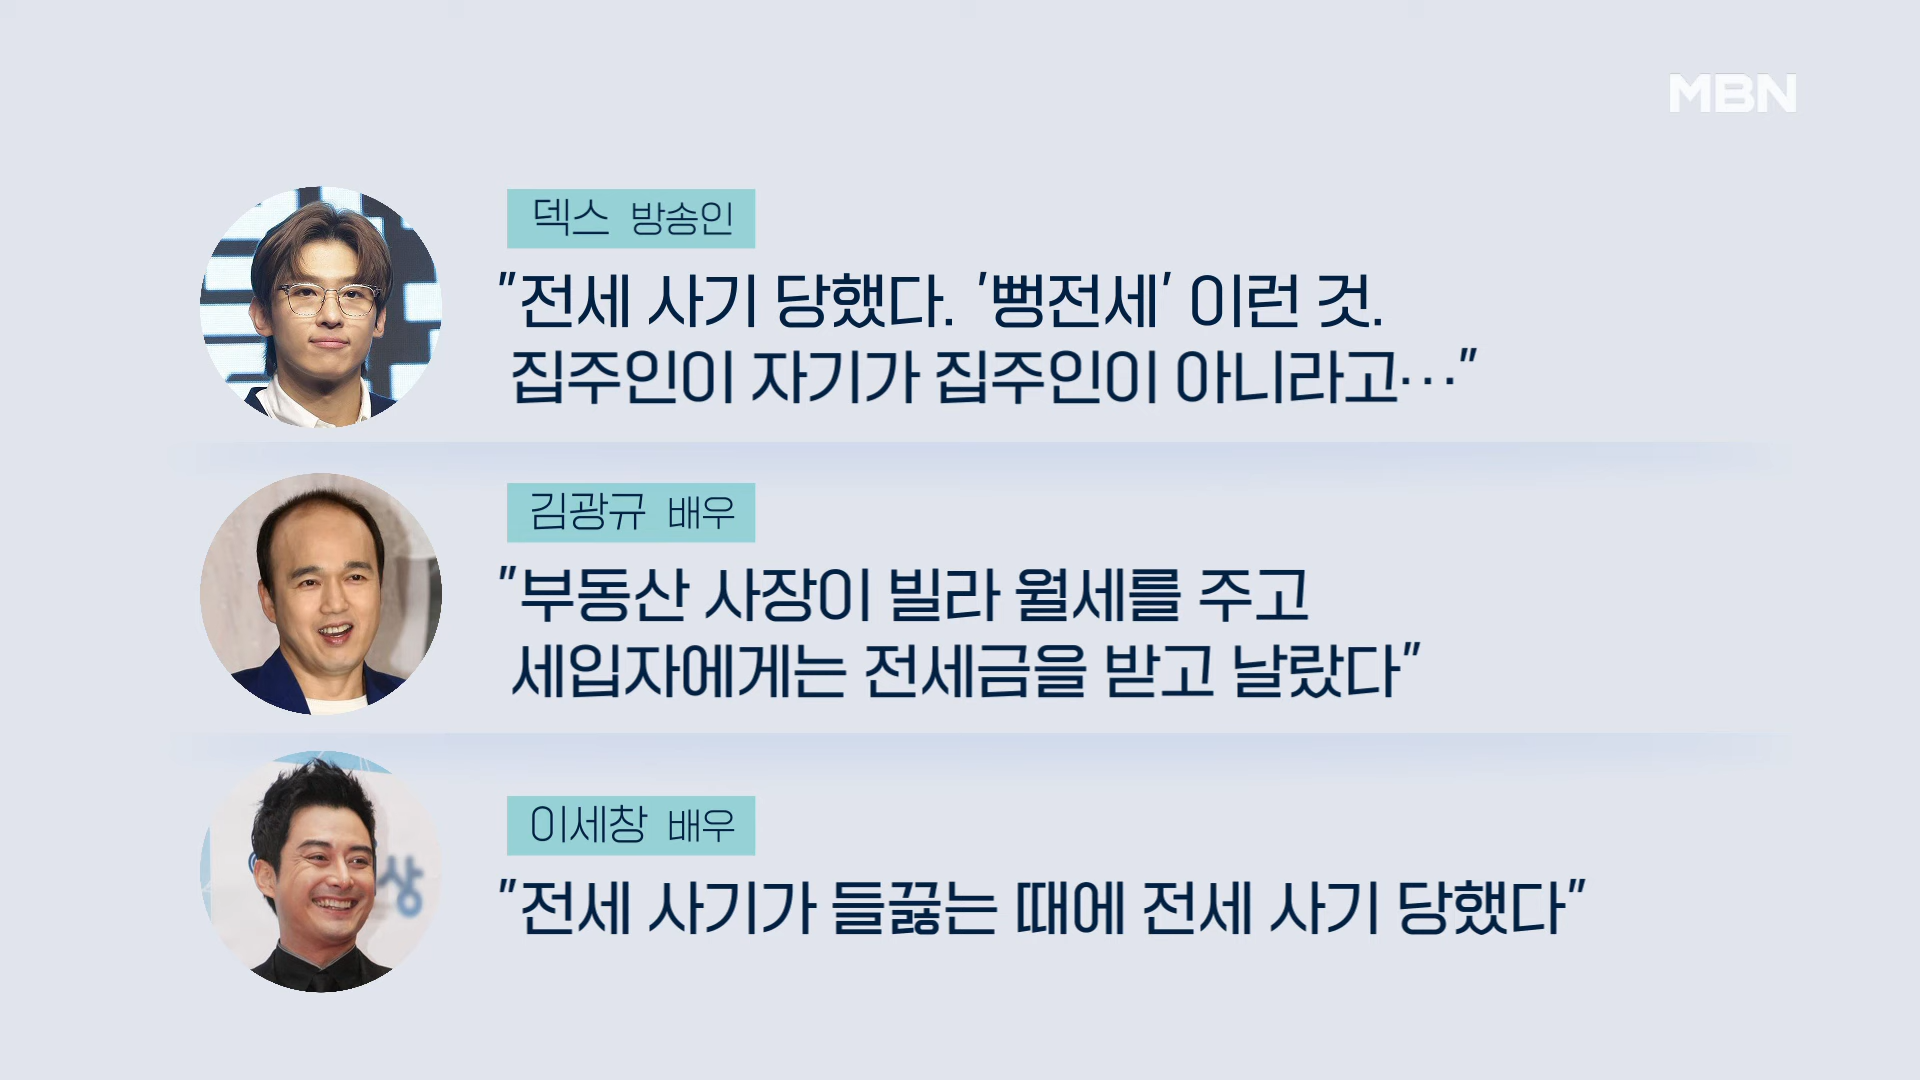 MBN
덱스 방송인
"전세 사기 당했다. '뻥전세' 이런 것.
집주인이 자기가 집주인이 아니라고···"
김광규 배우
"부동산 사장이 빌라 월세를 주고
세입자에게는 전세금을 받고 날랐다"
이세창 배우
상
"전세 사기가 들끓는 때에 전세 사기 당했다"